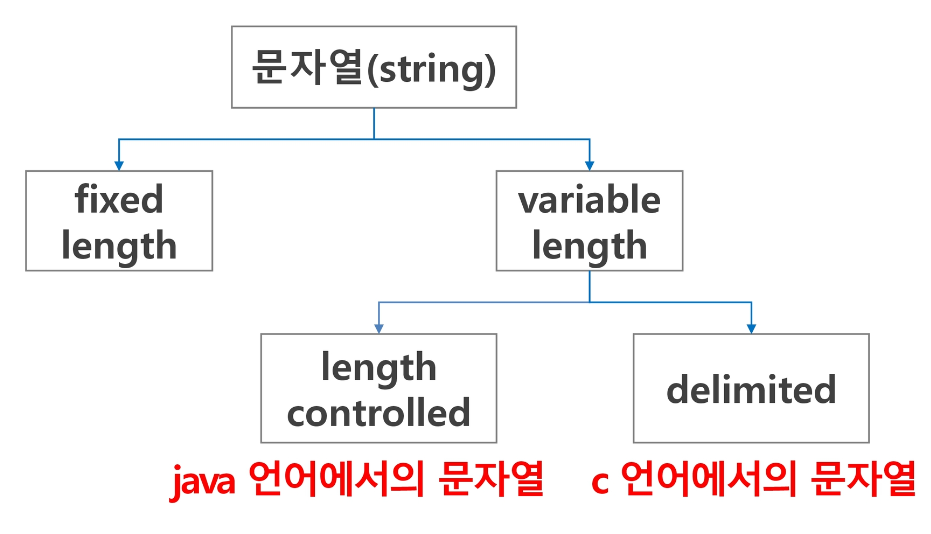 문자열(string)
fixed
length
variable
length
length
controlled
delimited
java 언어에서의 문자열
c 언어에서의 문자열